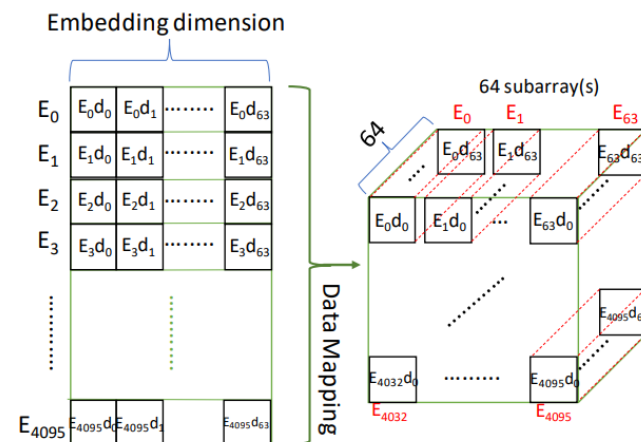 Embedding dimension
E0 E0d0 E0d1 ........ E0d63
E1 E1d0 E1d1 ........ E1d63
E2 E2d0 E2d1 ........ E2d63
E3 E3d0 E3d1 ........ E3d63
E4095 E4095d0 E4095d1 ........ E4095d63
Data Mapping
64 subarray(s)
64
E0 E1 E63
E0d63 E1d63 E63d63
E0d0 E1d0 ... E63d0
E4095d6
E4032d0 ......... E4095d0
E4032 E4095